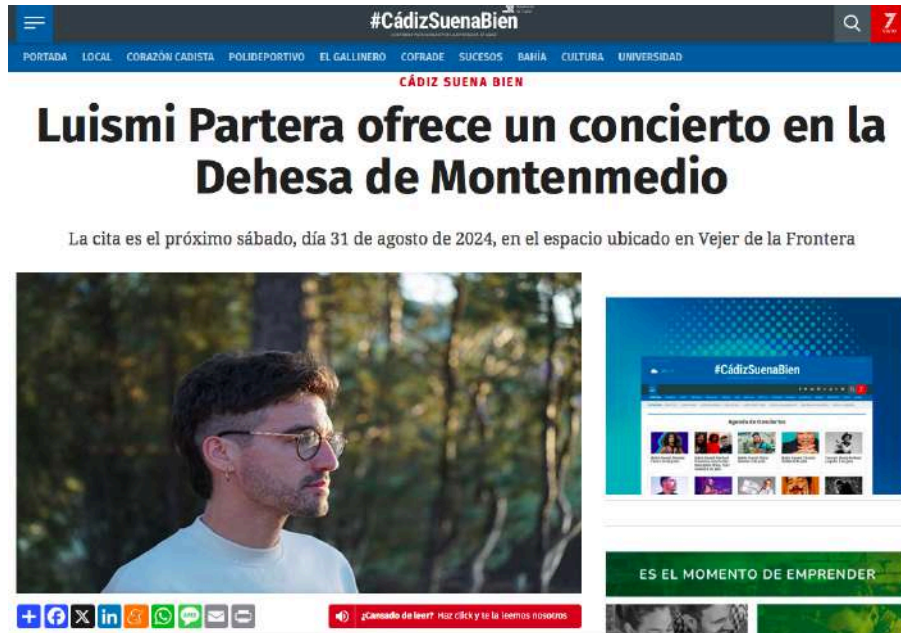 #CádizSuenaBien
7
PORTADA LOCAL CORAZÓN CADISTA POLIDEPORTIVO EL GALLINERO COFRADE SUCESOS BAHÍA CULTURA UNIVERSIDAD
CÁDIZ SUENA BIEN
Luismi Partera ofrece un concierto en la
Dehesa de Montenmedio
La cita es el próximo sábado, día 31 de agosto de 2024, en el espacio ubicado en Vejer de la Frontera
#CádizSuenaBien
Agenda de Conciertos
ES EL MOMENTO DE EMPRENDER
¿Cansado de leer? Haz click y te la leemos nosotros